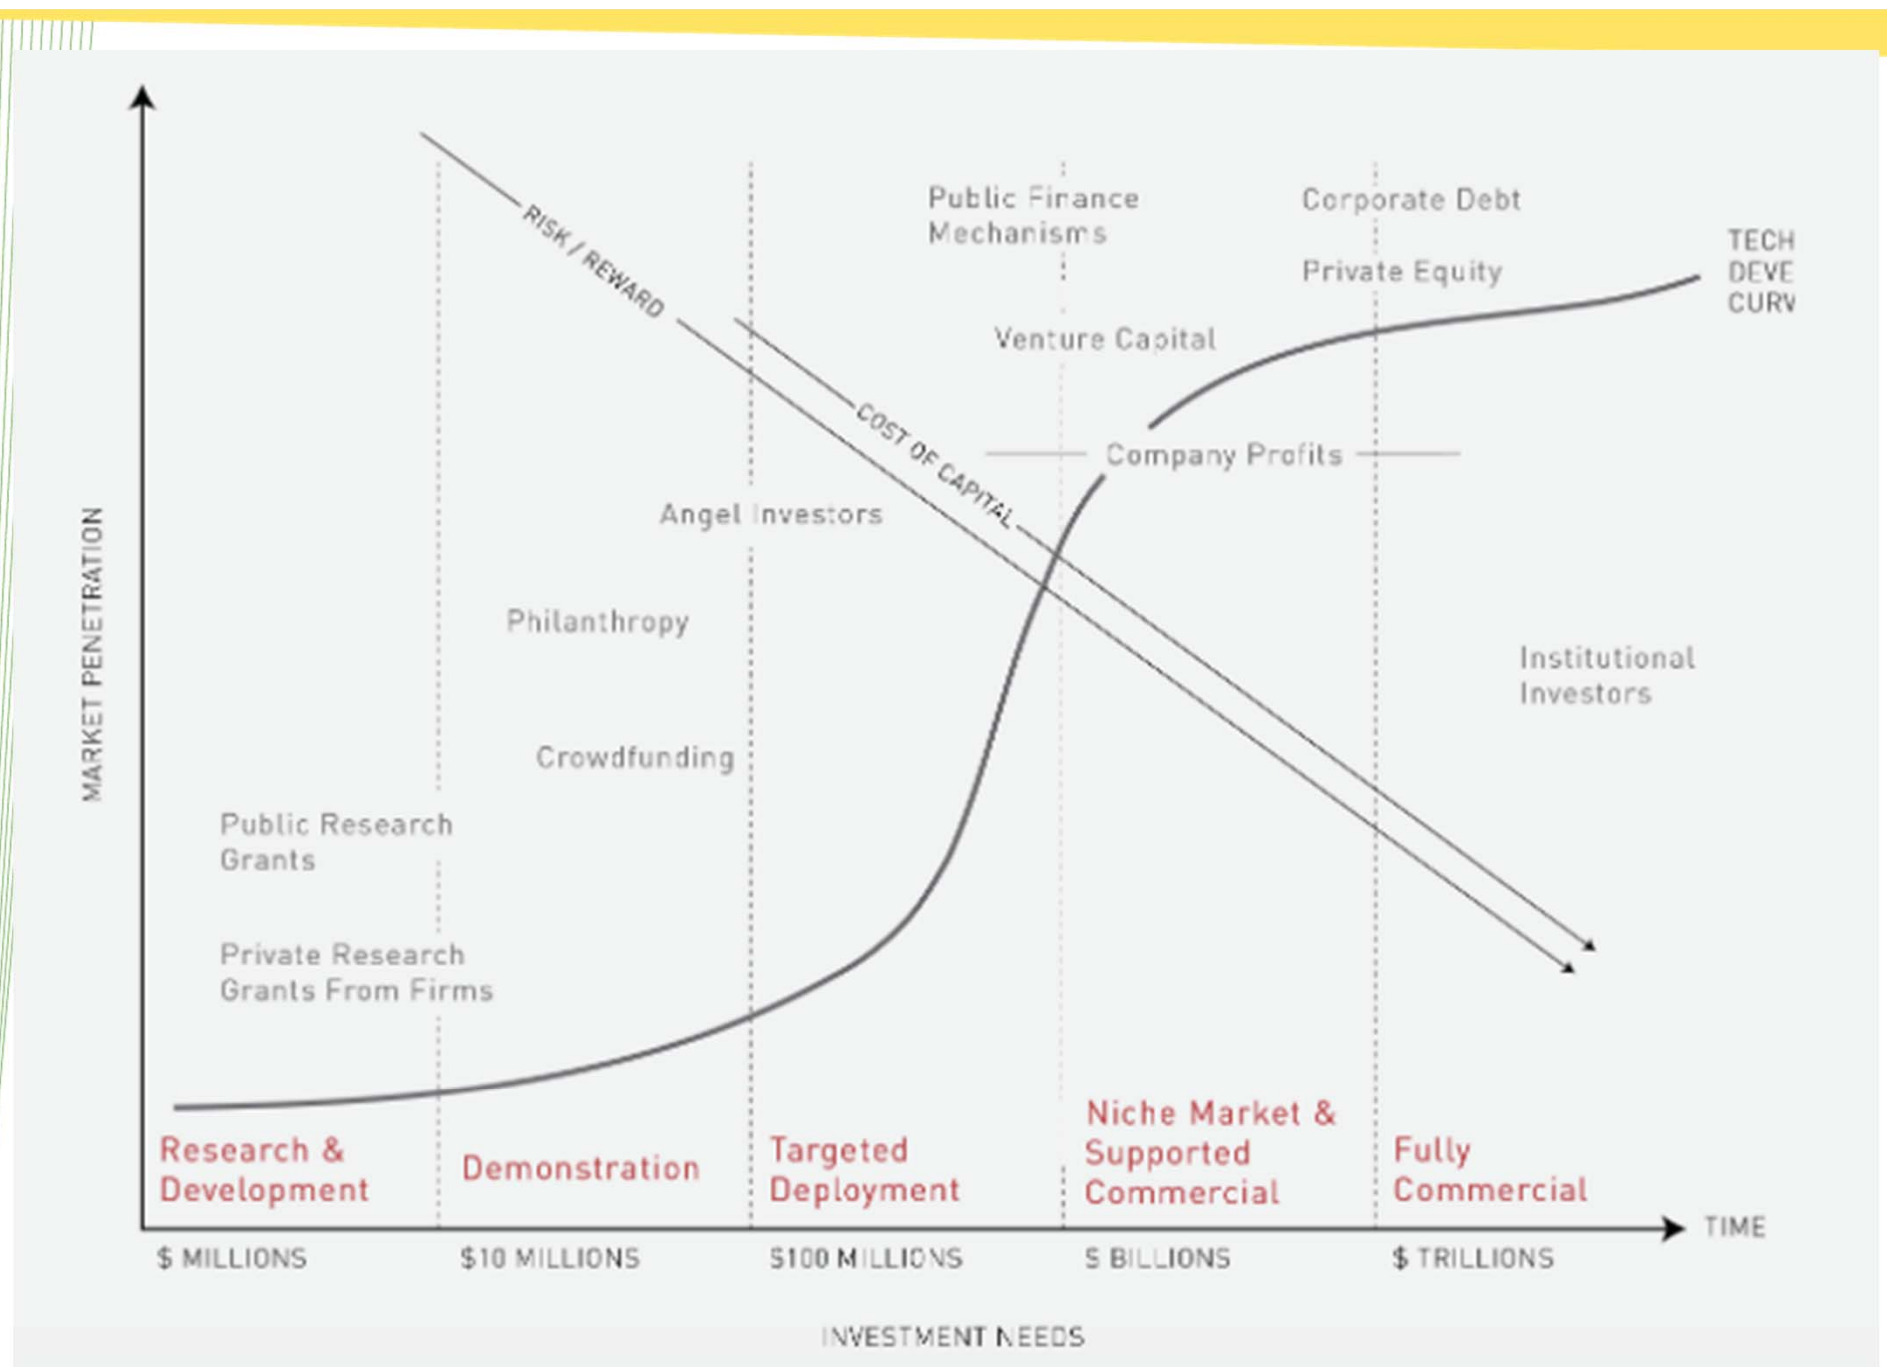 Public Finance
Mechanisms
Corporate Debt
Private Equity
TECH
DEVE
CURV
RISK / REWARD
Venture Capital
COST OF CAPITAL
Company Profits
Angel Investors
Philanthropy
Institutional
Investors
Crowdfunding
MARKET PENETRATION
Public Research
Grants
Private Research
Grants From Firms
Research &
Development
Demonstration
Targeted
Deployment
Niche Market &
Supported
Commercial
Fully
Commercial
TIME
$ MILLIONS
$10 MILLIONS
$100 MILLIONS
$ BILLIONS
$ TRILLIONS
INVESTMENT NEEDS